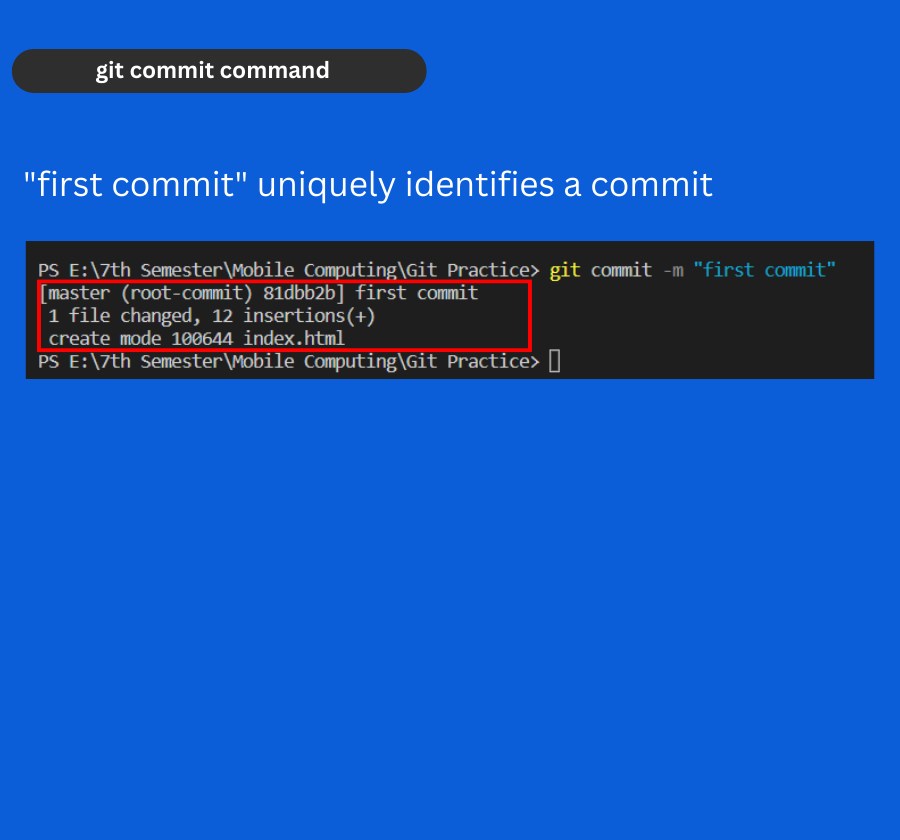 git commit command
"first commit" uniquely identifies a commit
PS E:\7th Semester\Mobile Computing\Git Practice> git commit -m "first commit"
[master (root-commit) 81dbb2b] first commit
1 file changed, 12 insertions(+)
create mode 100644 index.html
PS E:\7th Semester\Mobile Computing\Git Practice>